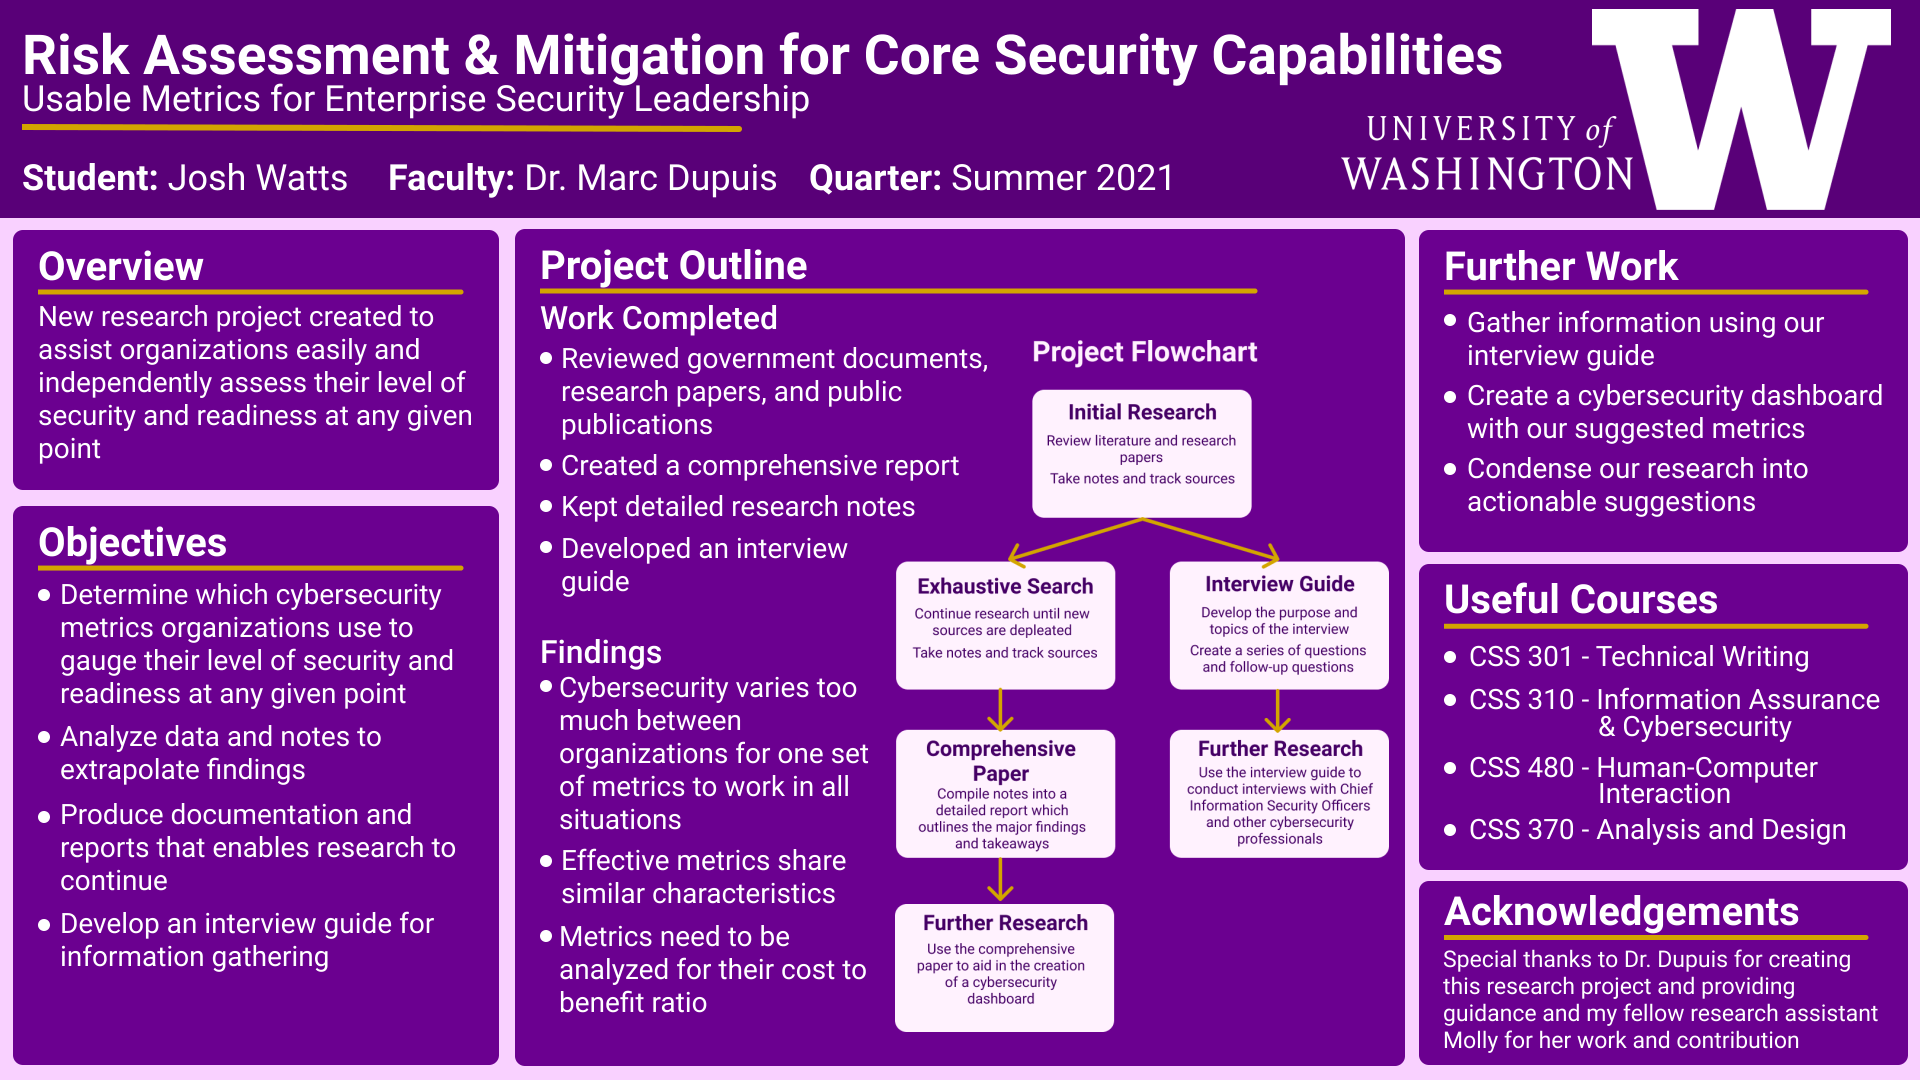 Risk Assessment & Mitigation for Core Security Capabilities
Usable Metrics for Enterprise Security Leadership
Student: Josh Watts Faculty: Dr. Marc Dupuis Quarter: Summer 2021
UNIVERSITY of
WASHINGTON
W
Overview
New research project created to
assist organizations easily and
independently assess their level of
security and readiness at any given
point
Objectives
• Determine which cybersecurity
metrics organizations use to
gauge their level of security and
readiness at any given point
• Analyze data and notes to
extrapolate findings
• Produce documentation and
reports that enables research to
continue
• Develop an interview guide for
information gathering
Project Outline
Work Completed
• Reviewed government documents,
research papers, and public
publications
• Created a comprehensive report
• Kept detailed research notes
• Developed an interview
guide
Findings
• Cybersecurity varies too
much between
organizations for one set
of metrics to work in all
situations
• Effective metrics share
similar characteristics
• Metrics need to be
analyzed for their cost to
benefit ratio
Project Flowchart
Initial Research
Review literature and research
papers
Take notes and track sources
Exhaustive Search
Continue research until new
sources are depleated
Take notes and track sources
Interview Guide
Develop the purpose and
topics of the interview
Create a series of questions
and follow-up questions
Comprehensive
Paper
Compile notes into a
detailed report which
outlines the major findings
and takeaways
Further Research
Use the interview guide to
conduct interviews with Chief
Information Security Officers
and other cybersecurity
professionals
Further Research
Use the comprehensive
paper to aid in the creation
of a cybersecurity
dashboard
Further Work
• Gather information using our
interview guide
• Create a cybersecurity dashboard
with our suggested metrics
• Condense our research into
actionable suggestions
Useful Courses
• CSS 301 - Technical Writing
• CSS 310 - Information Assurance
& Cybersecurity
• CSS 480 - Human-Computer
Interaction
• CSS 370 - Analysis and Design
Acknowledgements
Special thanks to Dr. Dupuis for creating
this research project and providing
guidance and my fellow research assistant
Molly for her work and contribution